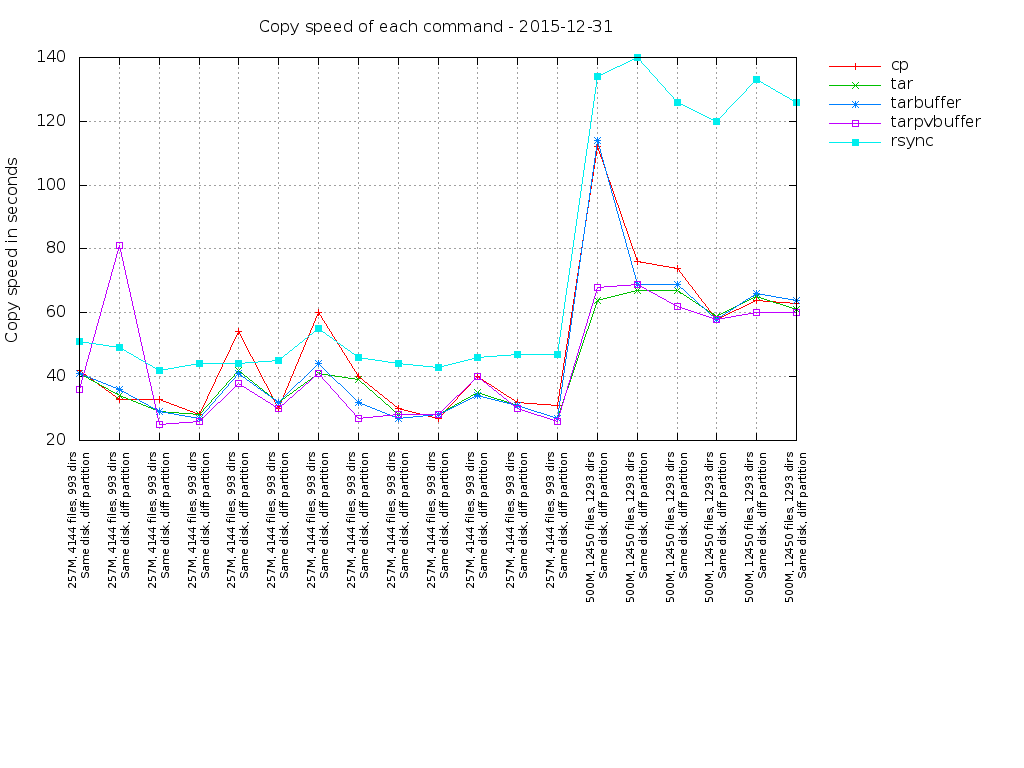 Copy speed of each command - 2015-12-31
Copy speed in seconds
140
120
100
80
60
40
20
cp
tar
tarbuffer
tarpvbuffer
rsync
257M, 4144 files, 993 dirs
Same disk, diff partition
257M, 4144 files, 993 dirs
Same disk, diff partition
257M, 4144 files, 993 dirs
Same disk, diff partition
257M, 4144 files, 993 dirs
Same disk, diff partition
257M, 4144 files, 993 dirs
Same disk, diff partition
257M, 4144 files, 993 dirs
Same disk, diff partition
257M, 4144 files, 993 dirs
Same disk, diff partition
257M, 4144 files, 993 dirs
Same disk, diff partition
257M, 4144 files, 993 dirs
Same disk, diff partition
257M, 4144 files, 993 dirs
Same disk, diff partition
257M, 4144 files, 993 dirs
Same disk, diff partition
257M, 4144 files, 993 dirs
Same disk, diff partition
257M, 4144 files, 993 dirs
Same disk, diff partition
500M, 12450 files, 1293 dirs
Same disk, diff partition
500M, 12450 files, 1293 dirs
Same disk, diff partition
500M, 12450 files, 1293 dirs
Same disk, diff partition
500M, 12450 files, 1293 dirs
Same disk, diff partition
500M, 12450 files, 1293 dirs
Same disk, diff partition
500M, 12450 files, 1293 dirs
Same disk, diff partition